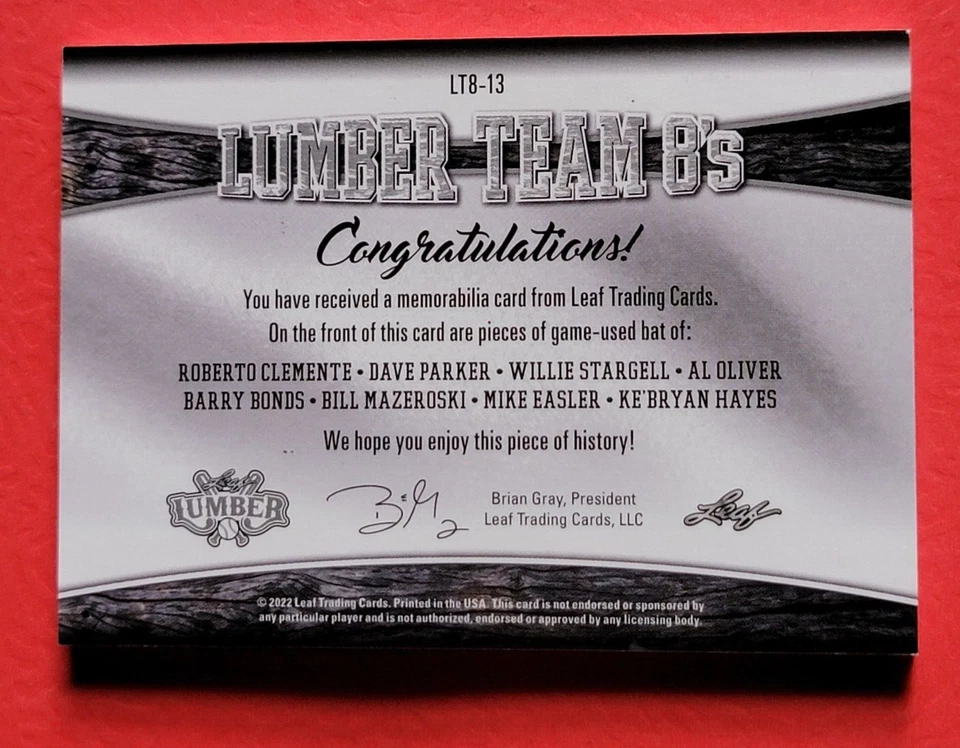 LT8-13
LUMBER TEAM 8's
Congratulations!
You have received a memorabilia card from Leaf Trading Cards.
On the front of this card are pieces of game-used bat of:
ROBERTO CLEMENTE • DAVE PARKER • WILLIE STARGELL • AL OLIVER
BARRY BONDS • BILL MAZEROSKI • MIKE EASLER • KE'BRYAN HAYES
We hope you enjoy this piece of history!
Leaf
LUMBER
Brian Gray, President
Leaf Trading Cards, LLC
Leaf
© 2022 Leaf Trading Cards. Printed in the USA. This card is not endorsed or sponsored by
any particular player and is not authorized, endorsed or approved by any licensing body.